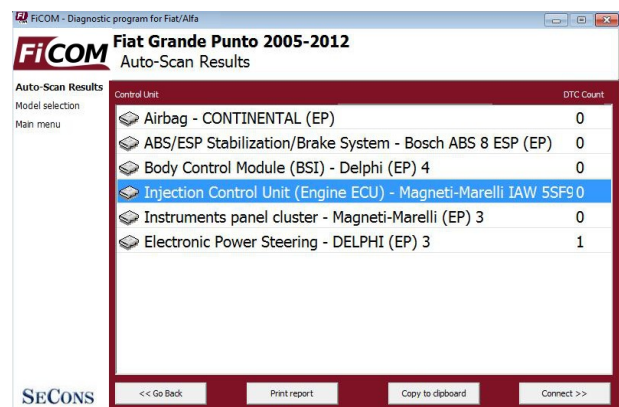 FiCOM - Diagnostic program for Fiat/Alfa
FiCOM
Fiat Grande Punto 2005-2012
Auto-Scan Results
Auto-Scan Results
Model selection
Main menu
Control Unit DTC Count
Airbag - CONTINENTAL (EP) 0
ABS/ESP Stabilization/Brake System - Bosch ABS 8 ESP (EP) 0
Body Control Module (BSI) - Delphi (EP) 4 0
Injection Control Unit (Engine ECU) - Magneti-Marelli IAW 5SF9 0
Instruments panel cluster - Magneti-Marelli (EP) 3 0
Electronic Power Steering - DELPHI (EP) 3 1
SECONS
<< Go Back Print report Copy to clipboard Connect >>